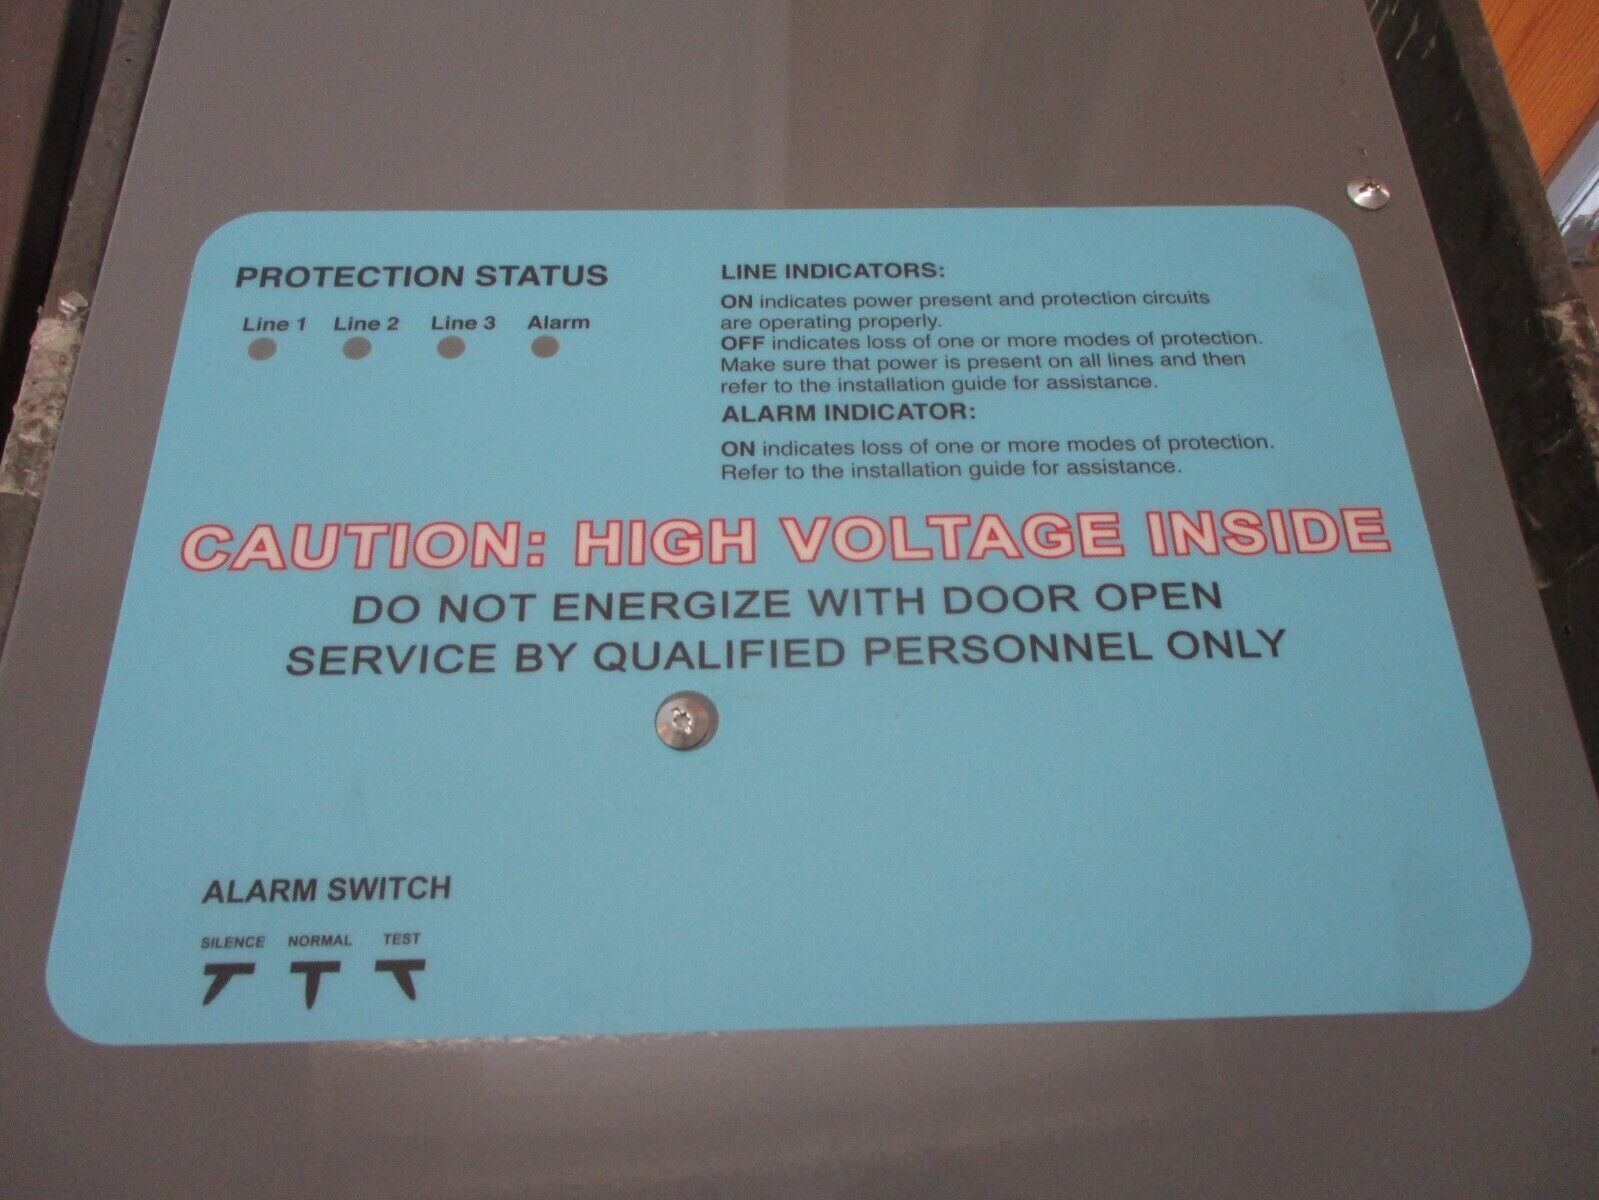 PROTECTION STATUS
Line 1 Line 2 Line 3 Alarm
LINE INDICATORS:
ON indicates power present and protection circuits
are operating properly.
OFF indicates loss of one or more modes of protection.
Make sure that power is present on all lines and then
refer to the installation guide for assistance.
ALARM INDICATOR:
ON indicates loss of one or more modes of protection.
Refer to the installation guide for assistance.
CAUTION: HIGH VOLTAGE INSIDE
DO NOT ENERGIZE WITH DOOR OPEN
SERVICE BY QUALIFIED PERSONNEL ONLY
ALARM SWITCH
SILENCE NORMAL TEST